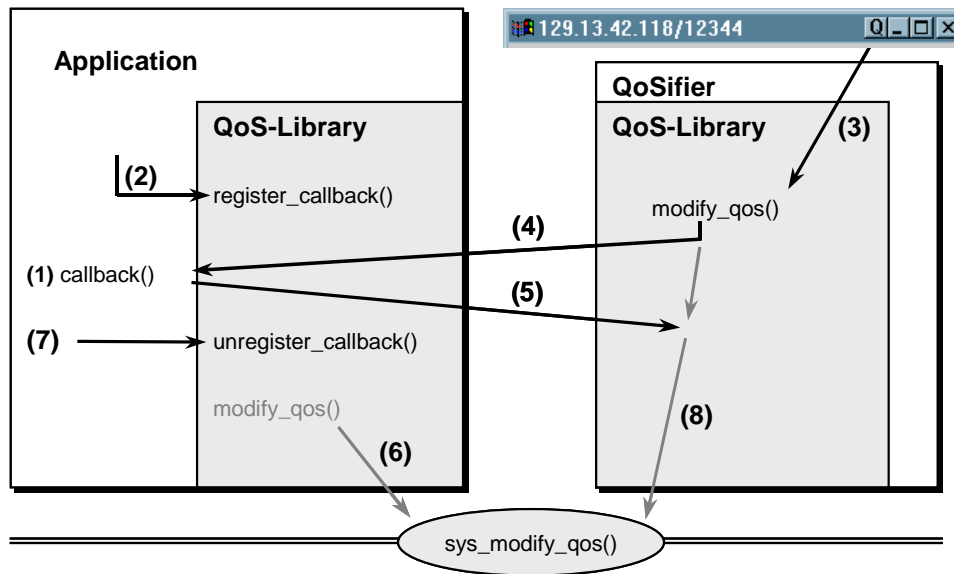 129.13.42.118/12344 Q
Application
QoSifier
QoS-Library
QoS-Library
(3)
(2)
register_callback()
modify_qos()
(4)
(1) callback()
(5)
(7)
unregister_callback()
modify_qos()
(8)
(6)
sys_modify_qos()